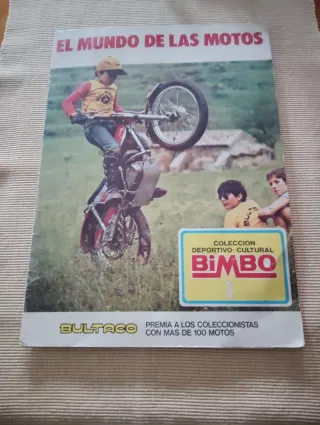 EL MUNDO DE LAS MOTOS
COLECCION
DEPORTIVO-CULTURAL
BIMBO
BULTACO
PREMIA A LOS COLECCIONISTAS
CON MAS DE 100 MOTOS